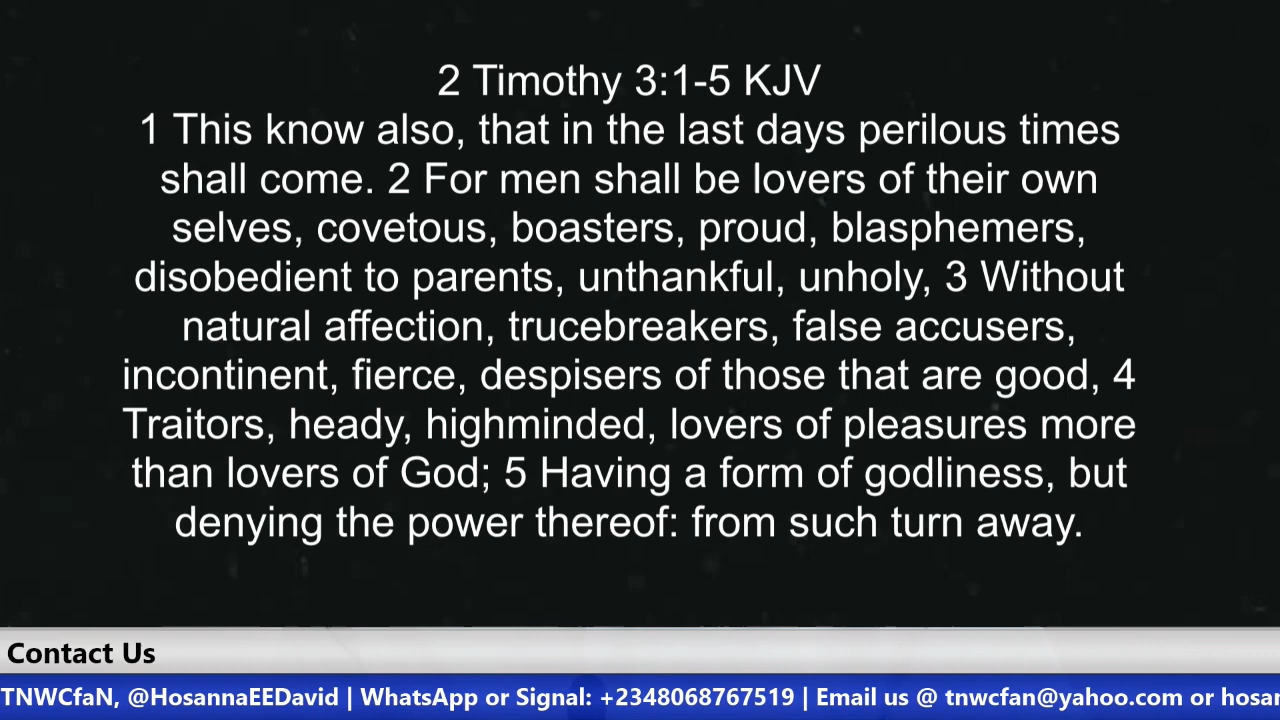 2 Timothy 3:1-5 KJV
1 This know also, that in the last days perilous times
shall come. 2 For men shall be lovers of their own
selves, covetous, boasters, proud, blasphemers,
disobedient to parents, unthankful, unholy, 3 Without
natural affection, trucebreakers, false accusers,
incontinent, fierce, despisers of those that are good, 4
Traitors, heady, highminded, lovers of pleasures more
than lovers of God; 5 Having a form of godliness, but
denying the power thereof: from such turn away.
Contact Us
TNWCfaN, @HosannaEEDavid | WhatsApp or Signal: +2348068767519 | Email us @ tnwcfan@yahoo.com or